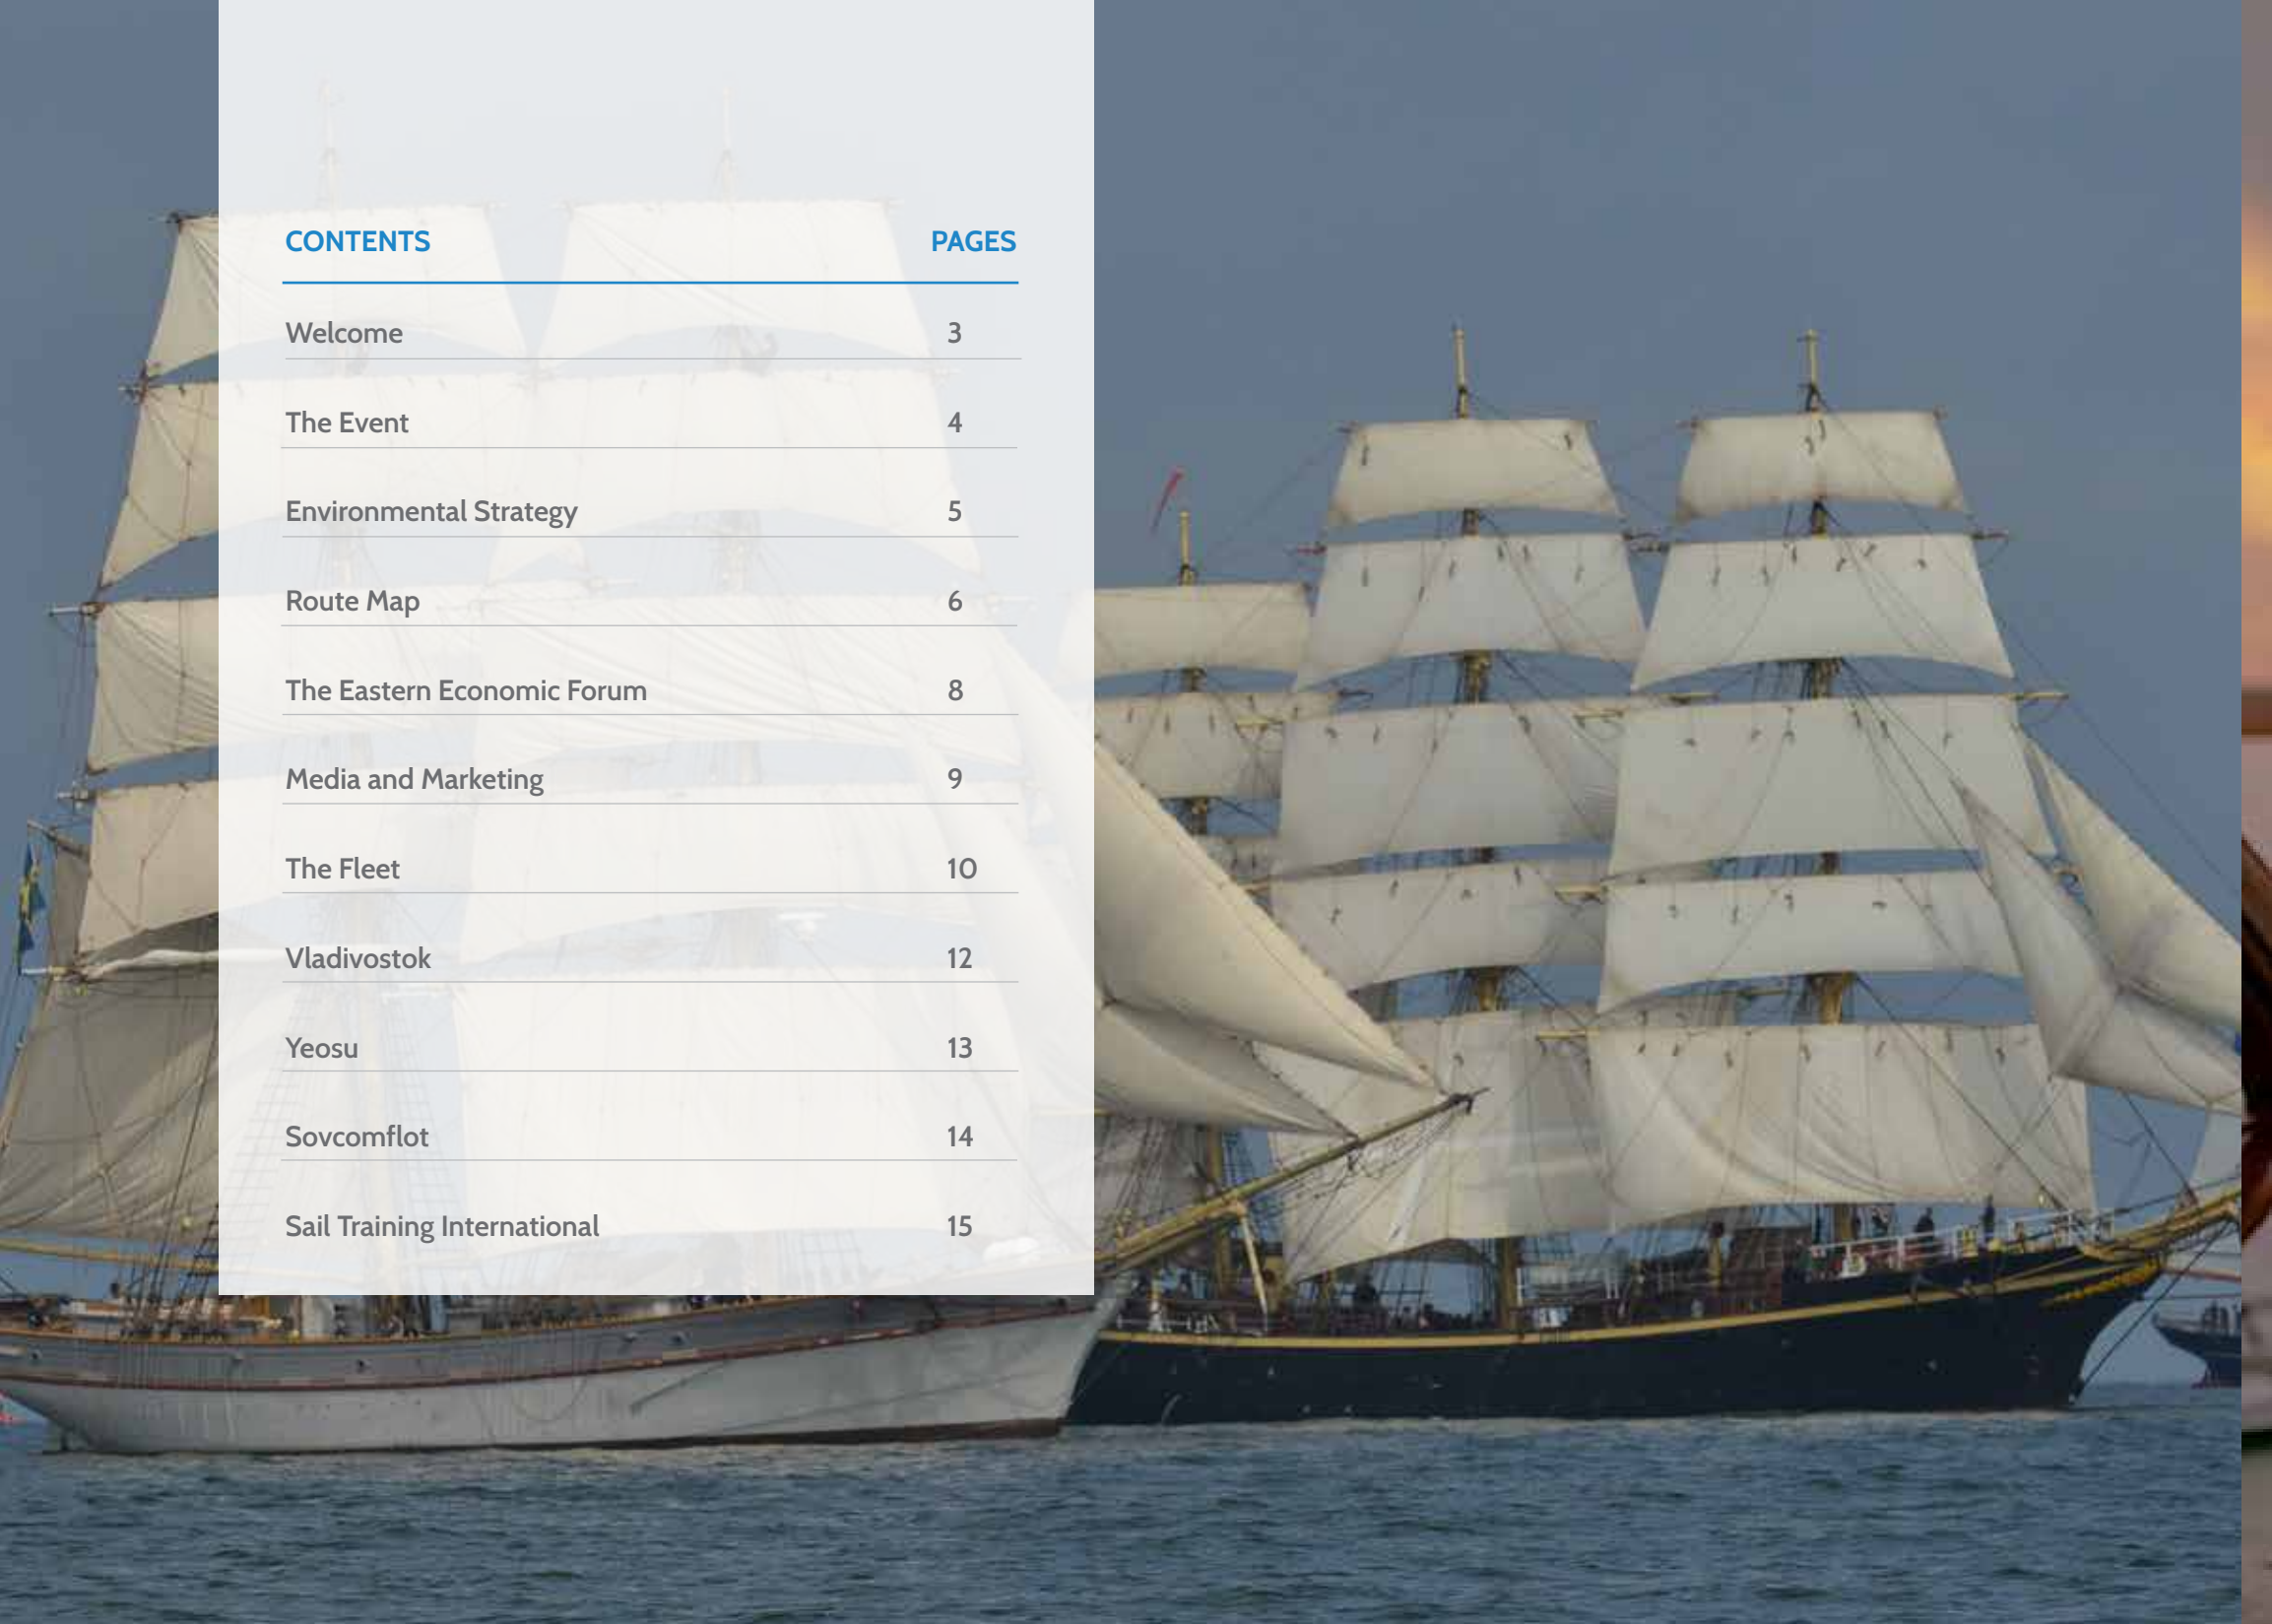 CONTENTS PAGES
Welcome 3
The Event 4
Environmental Strategy 5
Route Map 6
The Eastern Economic Forum 8
Media and Marketing 9
The Fleet 10
Vladivostok 12
Yeosu 13
Sovcomflot 14
Sail Training International 15